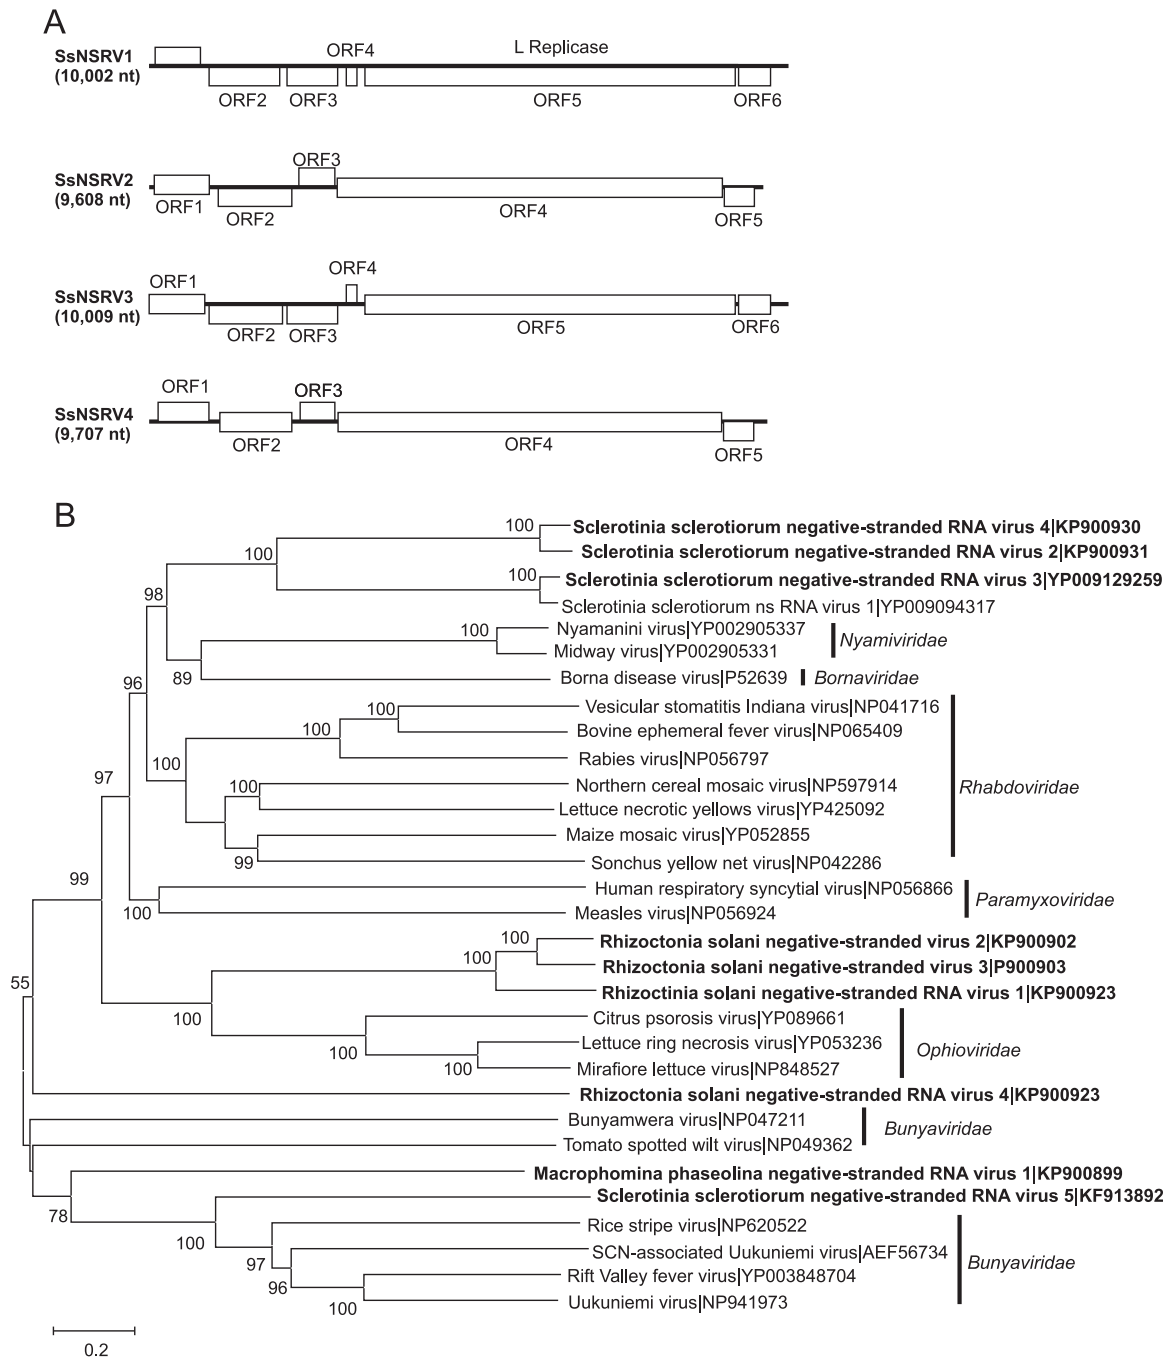 A
SsNSRV1
(10,002 nt)
ORF4
L Replicase
ORF2
ORF3
ORF5
ORF6
SsNSRV2
(9,608 nt)
ORF3
ORF1
ORF2
ORF4
ORF5
SsNSRV3
(10,009 nt)
ORF1
ORF4
ORF2
ORF3
ORF5
ORF6
SsNSRV4
(9,707 nt)
ORF1
ORF3
ORF2
ORF4
ORF5
B
100 Sclerotinia sclerotiorum negative-stranded RNA virus 4|KP900930
100 Sclerotinia sclerotiorum negative-stranded RNA virus 2|KP900931
100 Sclerotinia sclerotiorum negative-stranded RNA virus 3|YP009129259
98 Sclerotinia sclerotiorum ns RNA virus 1|YP009094317
100 Nyamanini virus|YP002905337
Nyamiviridae
Midway virus|YP002905331
89 Borna disease virus|P52639 Bornaviridae
96
100 Vesicular stomatitis Indiana virus|NP041716
100 Bovine ephemeral fever virus|NP065409
100 Rabies virus|NP056797
97 100 Northern cereal mosaic virus|NP597914
Rhabdoviridae
Lettuce necrotic yellows virus|YP425092
Maize mosaic virus|YP052855
99 Sonchus yellow net virus|NP042286
99 Human respiratory syncytial virus|NP056866
Paramyxoviridae
100 Measles virus|NP056924
100 Rhizoctonia solani negative-stranded virus 2|KP900902
100 Rhizoctonia solani negative-stranded virus 3|P900903
55 Rhizoctinia solani negative-stranded RNA virus 1|KP900923
100 Citrus psorosis virus|YP089661
Lettuce ring necrosis virus|YP053236
Ophioviridae
100 100 Mirafiore lettuce virus|NP848527
Rhizoctonia solani negative-stranded RNA virus 4|KP900923
Bunyamwera virus|NP047211
Bunyaviridae
Tomato spotted wilt virus|NP049362
Macrophomina phaseolina negative-stranded RNA virus 1|KP900899
Sclerotinia sclerotiorum negative-stranded RNA virus 5|KF913892
78
Rice stripe virus|NP620522
100
SCN-associated Uukuniemi virus|AEF56734
97 Bunyaviridae
Rift Valley fever virus|YP003848704
96
100 Uukuniemi virus|NP941973
0.2